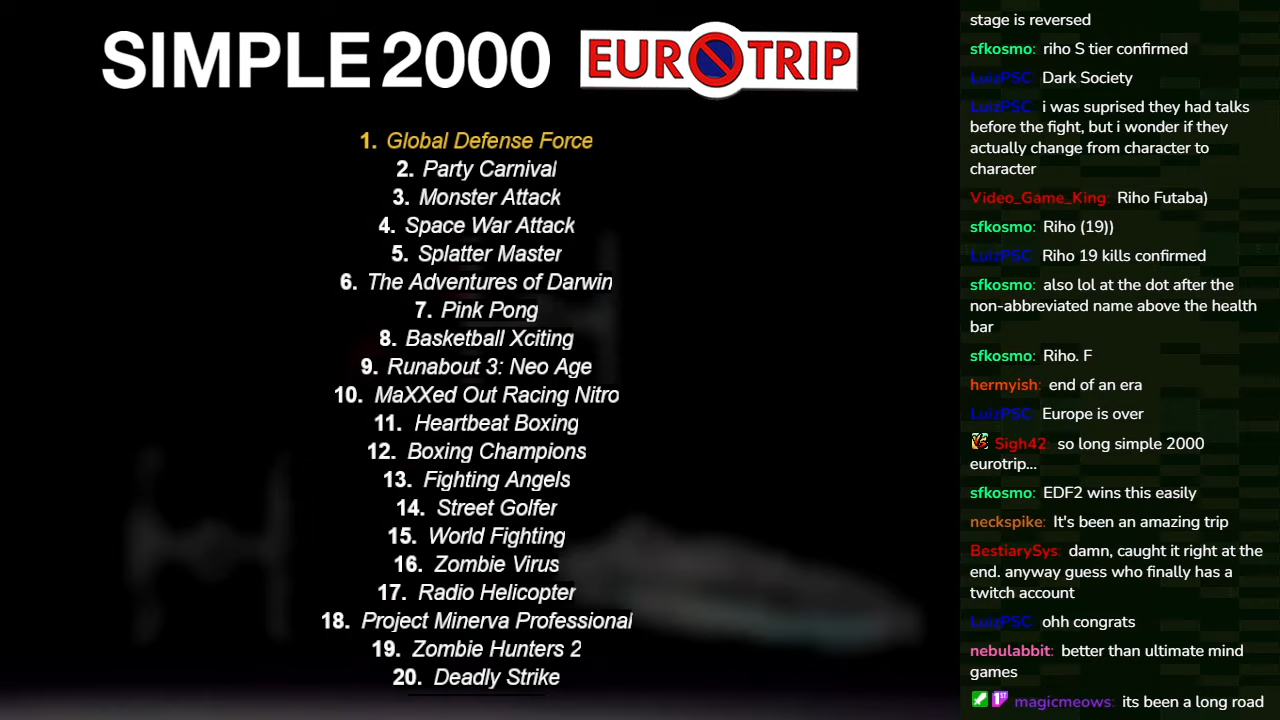 SIMPLE 2000 EUROTRIP
1. Global Defense Force
2. Party Carnival
3. Monster Attack
4. Space War Attack
5. Splatter Master
6. The Adventures of Darwin
7. Pink Pong
8. Basketball Xciting
9. Runabout 3: Neo Age
10. MaXXed Out Racing Nitro
11. Heartbeat Boxing
12. Boxing Champions
13. Fighting Angels
14. Street Golfer
15. World Fighting
16. Zombie Virus
17. Radio Helicopter
18. Project Minerva Professional
19. Zombie Hunters 2
20. Deadly Strike
stage is reversed
sfkosmo: riho S tier confirmed
LuizPSC: Dark Society
LuizPSC: i was suprised they had talks
before the fight, but i wonder if they
actually change from character to
character
Video_Game_King: Riho Futaba)
sfkosmo: Riho (19))
LuizPSC: Riho 19 kills confirmed
sfkosmo: also lol at the dot after the
non-abbreviated name above the health
bar
sfkosmo: Riho. F
hermyish: end of an era
LuizPSC: Europe is over
Sigh42: so long simple 2000
eurotrip...
sfkosmo: EDF2 wins this easily
neckspike: It's been an amazing trip
BestiarySys: damn, caught it right at the
end. anyway guess who finally has a
twitch account
LuizPSC: ohh congrats
nebulabbit: better than ultimate mind
games
1ST magicmeows: its been a long road